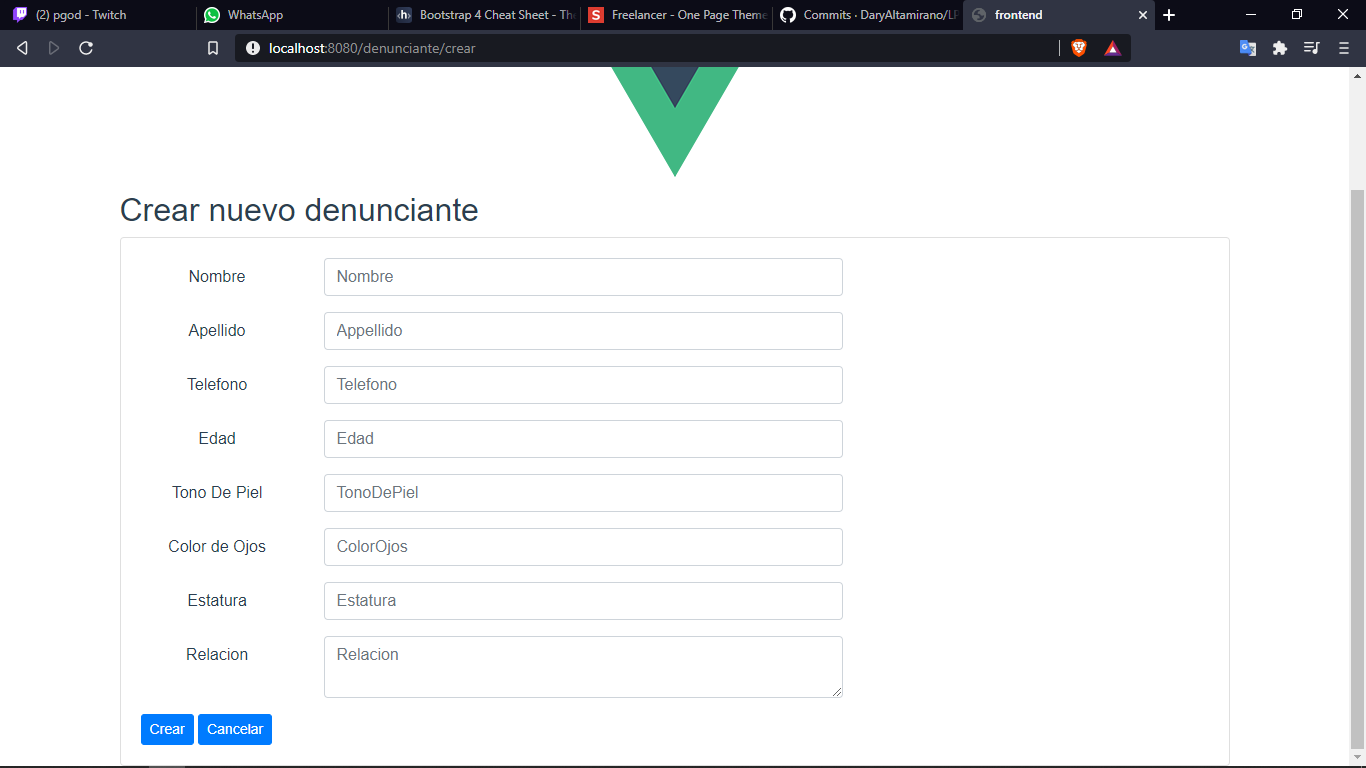 (2) pgod - Twitch
WhatsApp
Bootstrap 4 Cheat Sheet - Th
Freelancer - One Page Theme
Commits · DaryAltamirano/LP
frontend
localhost:8080/denunciante/crear
Crear nuevo denunciante
Nombre
Nombre
Apellido
Appellido
Telefono
Telefono
Edad
Edad
Tono De Piel
TonoDePiel
Color de Ojos
ColorOjos
Estatura
Estatura
Relacion
Relacion
Crear Cancelar